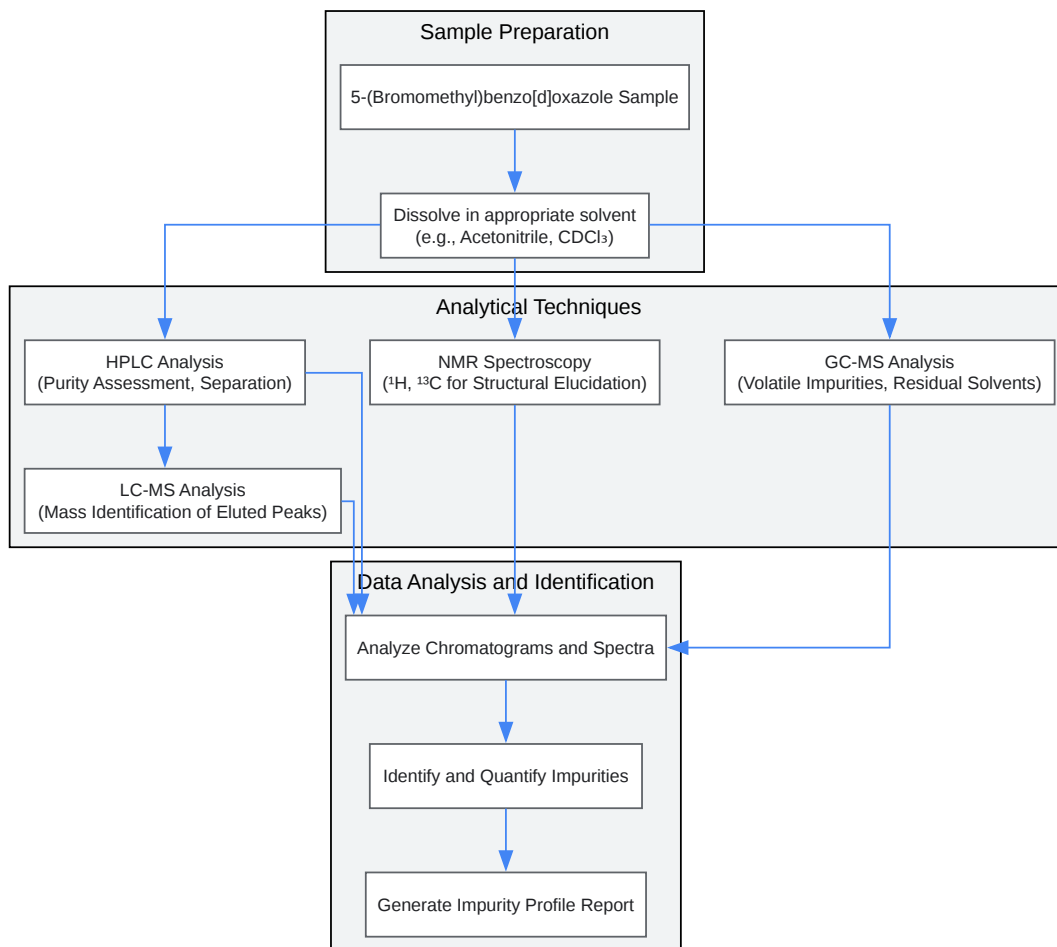 Sample Preparation
5-(Bromomethyl)benzo[d]oxazole Sample
Dissolve in appropriate solvent
(e.g., Acetonitrile, CDCl₃)
Analytical Techniques
HPLC Analysis
(Purity Assessment, Separation)
NMR Spectroscopy
(¹H, ¹³C for Structural Elucidation)
GC-MS Analysis
(Volatile Impurities, Residual Solvents)
LC-MS Analysis
(Mass Identification of Eluted Peaks)
Data Analysis and Identification
Analyze Chromatograms and Spectra
Identify and Quantify Impurities
Generate Impurity Profile Report